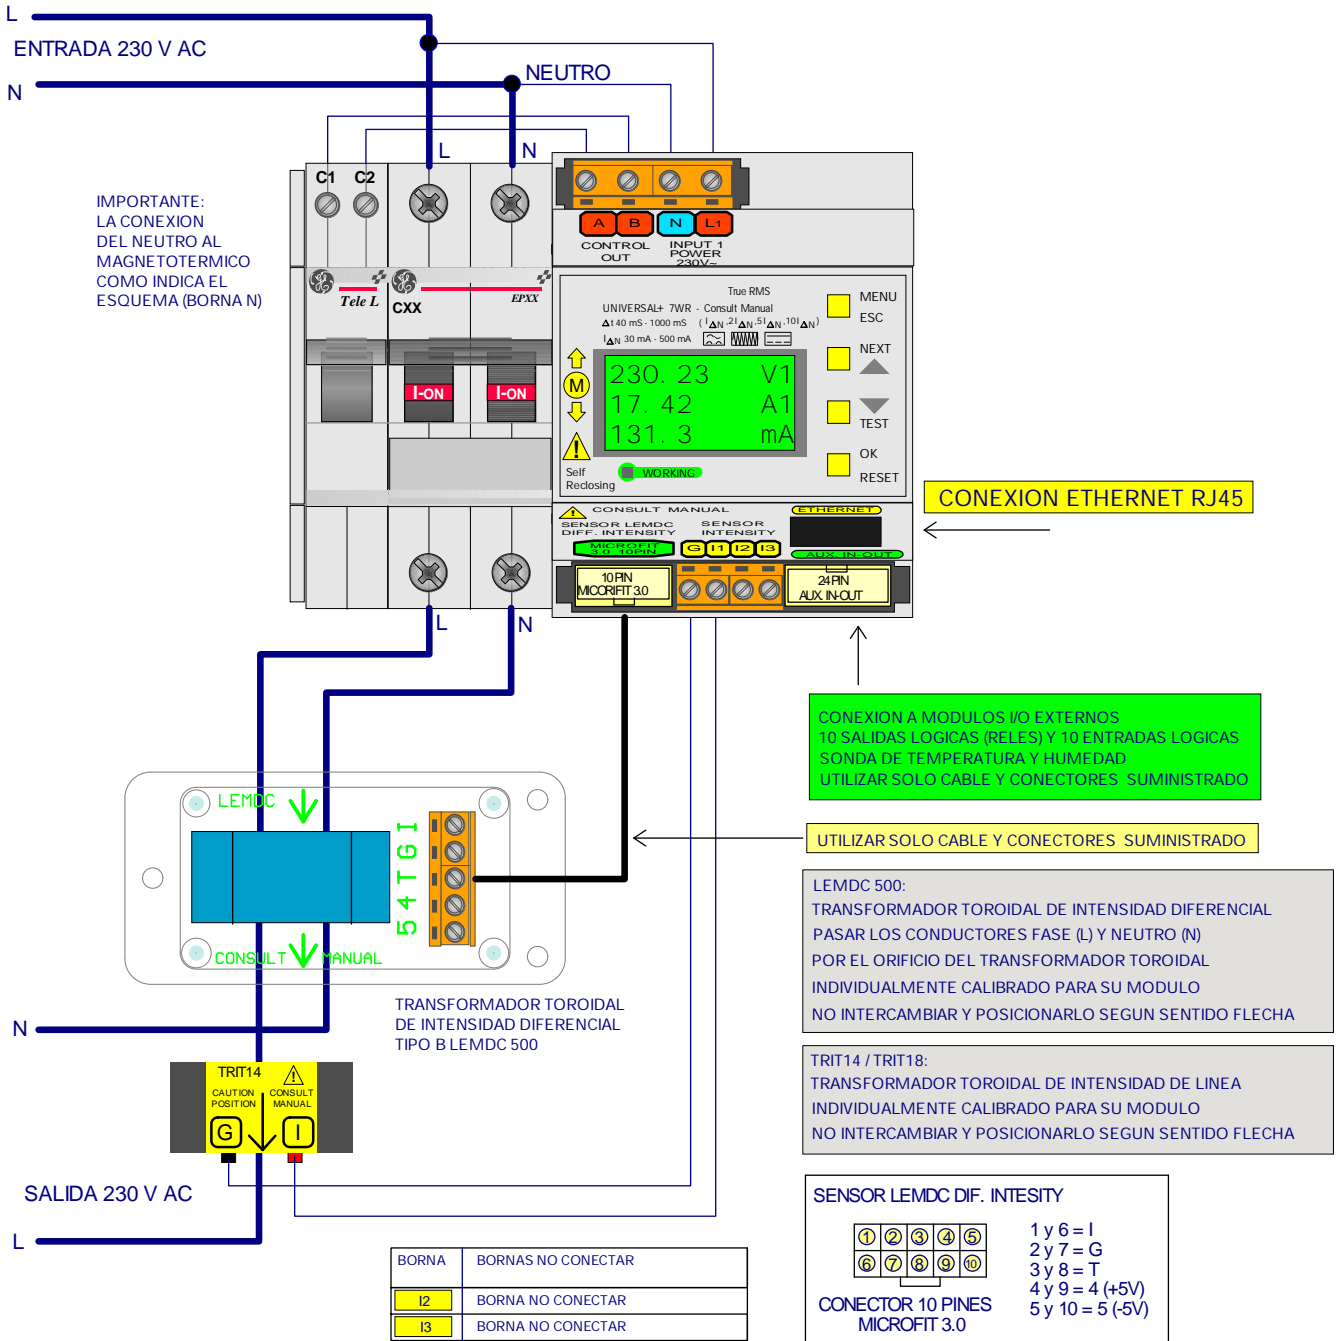 L
ENTRADA 230 V AC
N
NEUTRO
L
N
IMPORTANTE:
LA CONEXION
DEL NEUTRO AL
MAGNETOTERMICO
COMO INDICA EL
ESQUEMA (BORNA N)
C1 C2
Tele L
CXX
EPXX
I-ON I-ON
A B N L1
CONTROL
OUT
INPUT 1
POWER
230V~
True RMS
UNIVERSAL+ 7WR - Consult Manual
Δt 40 mS - 1000 mS ( IΔN ,2IΔN ,5IΔN ,10IΔN )
IΔN 30 mA - 500 mA
MENU
ESC
NEXT
TEST
OK
RESET
M
230. 23 V1
17. 42 A1
131. 3 mA
Self
Reclosing
WORKING
CONSULT MANUAL
SENSOR LEMDC
DIFF. INTENSITY
SENSOR
INTENSITY
ETHERNET
MICROFIT
3.0 10PIN
G I1 I2 I3
AUX. IN-OUT
10 PIN
MICORIFIT 3.0
24 PIN
AUX. IN-OUT
CONEXION ETHERNET RJ45
L
N
CONEXION A MODULOS I/O EXTERNOS
10 SALIDAS LOGICAS (RELES) Y 10 ENTRADAS LOGICAS
SONDA DE TEMPERATURA Y HUMEDAD
UTILIZAR SOLO CABLE Y CONECTORES SUMINISTRADO
UTILIZAR SOLO CABLE Y CONECTORES SUMINISTRADO
LEMDC
5 4 T G I
CONSULT MANUAL
TRANSFORMADOR TOROIDAL
DE INTENSIDAD DIFERENCIAL
TIPO B LEMDC 500
LEMDC 500:
TRANSFORMADOR TOROIDAL DE INTENSIDAD DIFERENCIAL
PASAR LOS CONDUCTORES FASE (L) Y NEUTRO (N)
POR EL ORIFICIO DEL TRANSFORMADOR TOROIDAL
INDIVIDUALMENTE CALIBRADO PARA SU MODULO
NO INTERCAMBIAR Y POSICIONARLO SEGUN SENTIDO FLECHA
N
TRIT14
CAUTION
POSITION
CONSULT
MANUAL
G I
TRIT14 / TRIT18:
TRANSFORMADOR TOROIDAL DE INTENSIDAD DE LINEA
INDIVIDUALMENTE CALIBRADO PARA SU MODULO
NO INTERCAMBIAR Y POSICIONARLO SEGUN SENTIDO FLECHA
SALIDA 230 V AC
L
BORNA BORNAS NO CONECTAR
I2 BORNA NO CONECTAR
I3 BORNA NO CONECTAR
SENSOR LEMDC DIF. INTESITY
1 2 3 4 5
6 7 8 9 10
CONECTOR 10 PINES
MICROFIT 3.0
1 y 6 = I
2 y 7 = G
3 y 8 = T
4 y 9 = 4 (+5V)
5 y 10 = 5 (-5V)